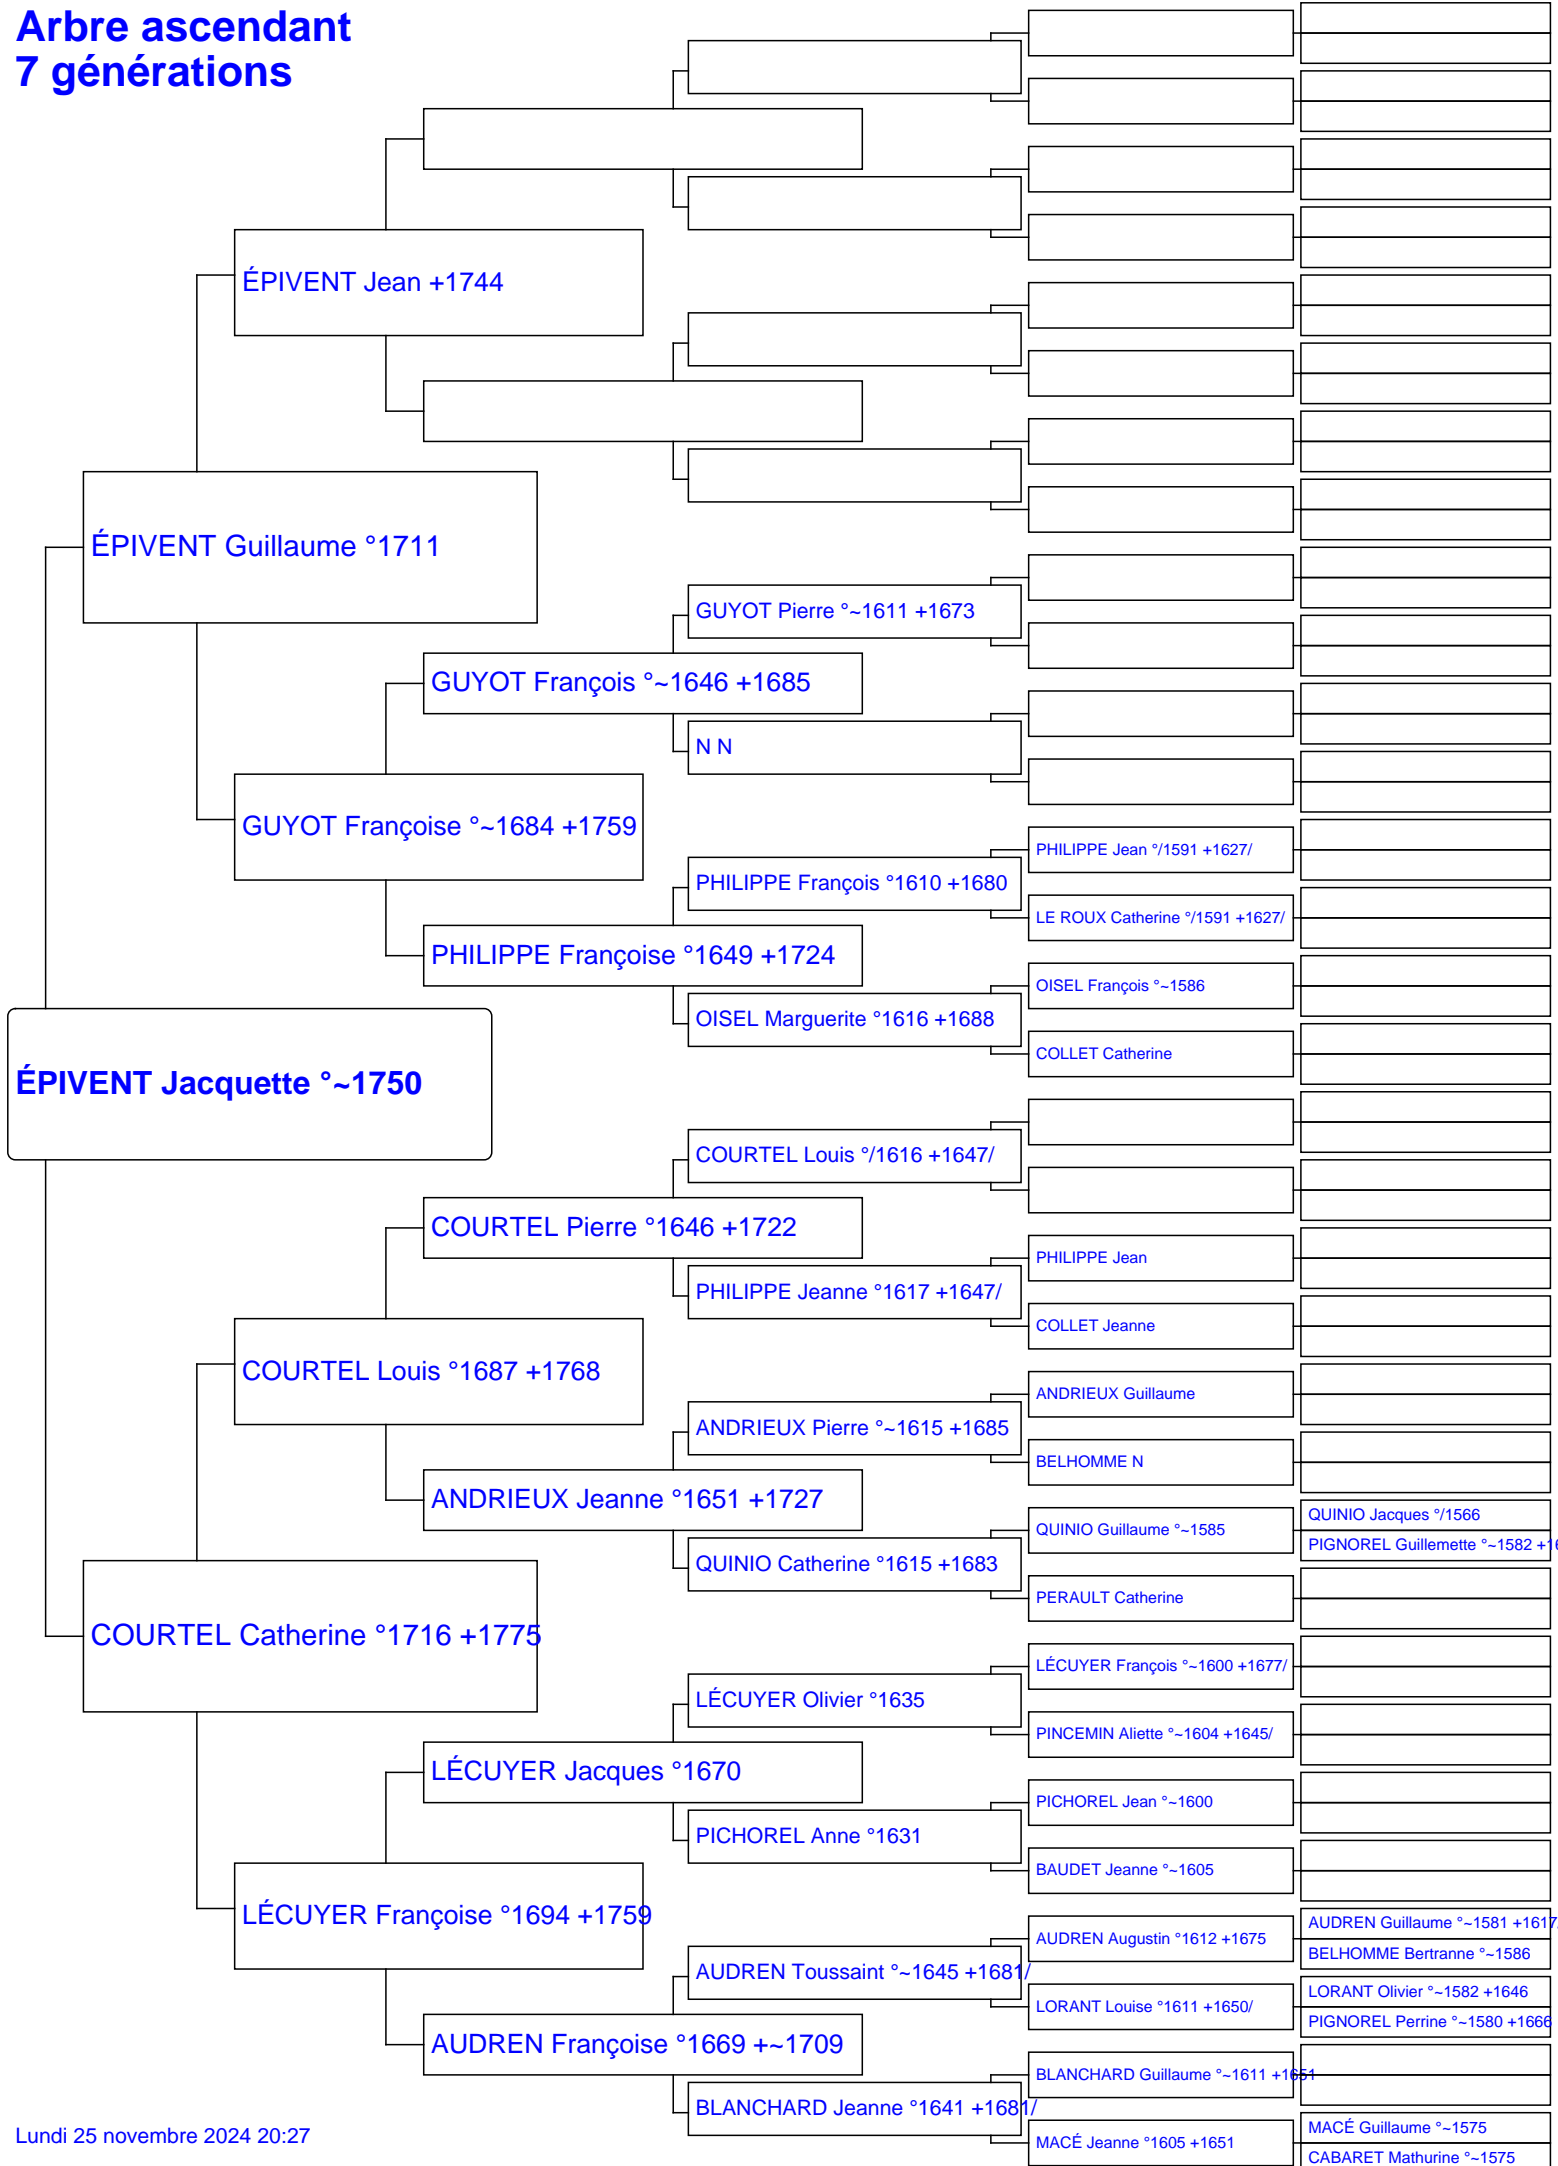 Arbre ascendant
7 générations
ÉPIVENT Jean +1744
ÉPIVENT Guillaume °1711
GUYOT Pierre °~1611 +1673
GUYOT François °~1646 +1685
N N
GUYOT Françoise °~1684 +1759
PHILIPPE Jean °/1591 +1627/
PHILIPPE François °1610 +1680
LE ROUX Catherine °/1591 +1627/
PHILIPPE Françoise °1649 +1724
OISEL François °~1586
OISEL Marguerite °1616 +1688
COLLET Catherine
ÉPIVENT Jacquette °~1750
COURTEL Louis °/1616 +1647/
COURTEL Pierre °1646 +1722
PHILIPPE Jean
PHILIPPE Jeanne °1617 +1647/
COLLET Jeanne
COURTEL Louis °1687 +1768
ANDRIEUX Guillaume
ANDRIEUX Pierre °~1615 +1685
BELHOMME N
ANDRIEUX Jeanne °1651 +1727
QUINIO Jacques °/1566
QUINIO Guillaume °~1585
PIGNOREL Guillemette °~1582 +1
QUINIO Catherine °1615 +1683
PERAULT Catherine
COURTEL Catherine °1716 +1775
LÉCUYER François °~1600 +1677/
LÉCUYER Olivier °1635
PINCEMIN Aliette °~1604 +1645/
LÉCUYER Jacques °1670
PICHOREL Jean °~1600
PICHOREL Anne °1631
BAUDET Jeanne °~1605
LÉCUYER Françoise °1694 +1759
AUDREN Guillaume °~1581 +1617/
AUDREN Augustin °1612 +1675
BELHOMME Bertranne °~1586
AUDREN Toussaint °~1645 +1681/
LORANT Olivier °~1582 +1646
LORANT Louise °1611 +1650/
PIGNOREL Perrine °~1580 +1666
AUDREN Françoise °1669 +~1709
BLANCHARD Guillaume °~1611 +1651
BLANCHARD Jeanne °1641 +1681/
MACÉ Guillaume °~1575
MACÉ Jeanne °1605 +1651
CABARET Mathurine °~1575
Lundi 25 novembre 2024 20:27